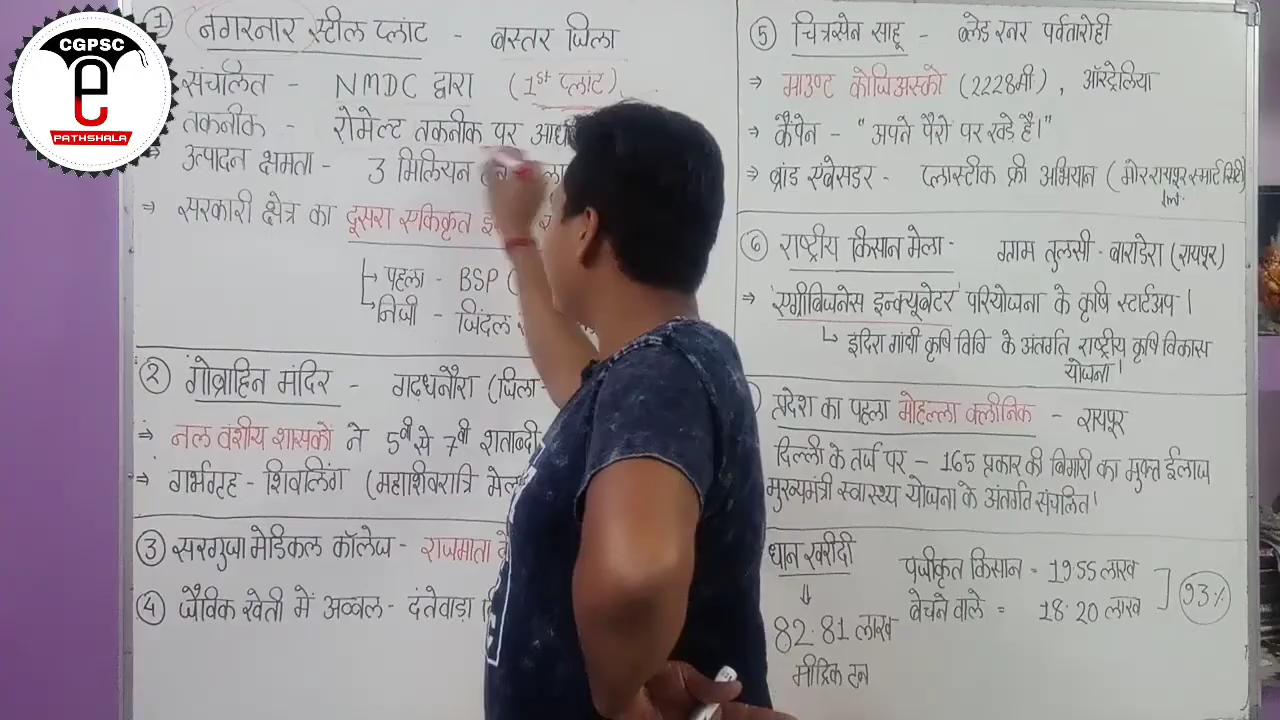 CGPSC
e
PATHSHALA
① नगरनार स्टील प्लांट - बस्तर जिला
संचालित - NMDC द्वारा (1st प्लांट)
तकनीक - रोमेल्ट तकनीक पर
⇒ उत्पादन क्षमता - 3 मिलियन
⇒ सरकारी क्षेत्र का दूसरा एकिकृत
↳ पहला - BSP
↳ निजी - जिंदल
② गोब्राहिन मंदिर - गढ़धनौरा (जिला-
⇒ नल वंशीय शासकों ने 5वी से 7वी शताब्दी
⇒ गर्भगृह - शिवलिंग (महाशिवरात्रि
③ सरगुजा मेडिकल कॉलेज - राजमाता
④ जैविक खेती में अव्वल - दंतेवाड़ा
⑤ चित्रसेन साहू - ब्लेड रनर पर्वतारोही
⇒ माउण्ट कोजिअस्को (2228मी), ऑस्ट्रेलिया
⇒ कैंपेन - "अपने पैरो पर खड़े है।"
⇒ ब्रांड एंबेसडर - प्लास्टीक फ्री अभियान (मोर रायपुर स्मार्ट सिटी)
⑥ राष्ट्रीय किसान मेला - ग्राम तुलसी - बाराडेरा (रायपुर)
⇒ 'एग्रीबिजनेस इन्क्यूबेटर' परियोजना के कृषि स्टार्टअप।
↳ इंदिरा गांधी कृषि विवि के अंतर्गत राष्ट्रीय कृषि विकास
योजना।
प्रदेश का पहला मोहल्ला क्लीनिक - रायपुर
दिल्ली के तर्ज पर - 165 प्रकार की बिमारी का मुफ्त ईलाज
मुख्यमंत्री स्वास्थ्य योजना के अंतर्गत संचलित।
धान खरीदी
⇓
82.81 लाख
मीट्रिक टन
पंजीकृत किसान = 19.55 लाख
बेचने वाले = 18.20 लाख
93%